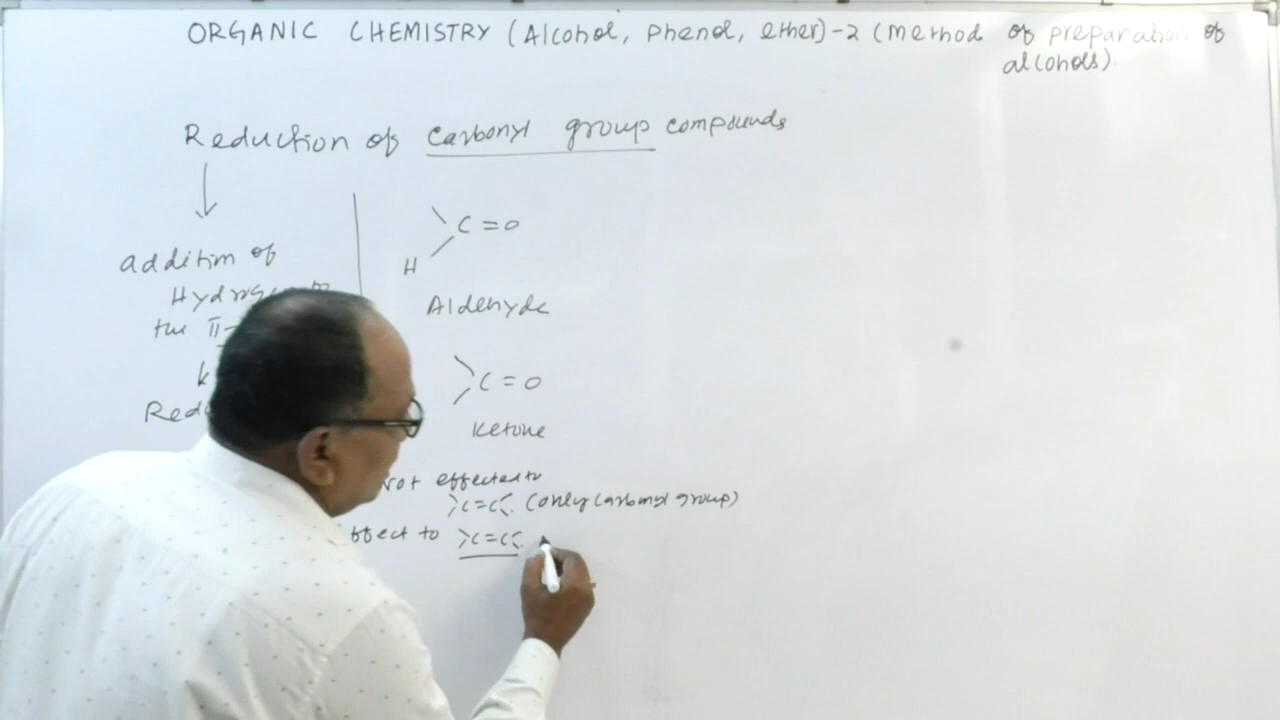 ORGANIC CHEMISTRY (Alcohol, Phenol, ether)-2 (method of preparation of
alcohols)
Reduction of carbonyl group compounds
addition of
the π-
C=O
H
Aldehyde
C=O
Ketone
not effected to
>C=C<. (only carbonyl group)
effect to >C=C<.